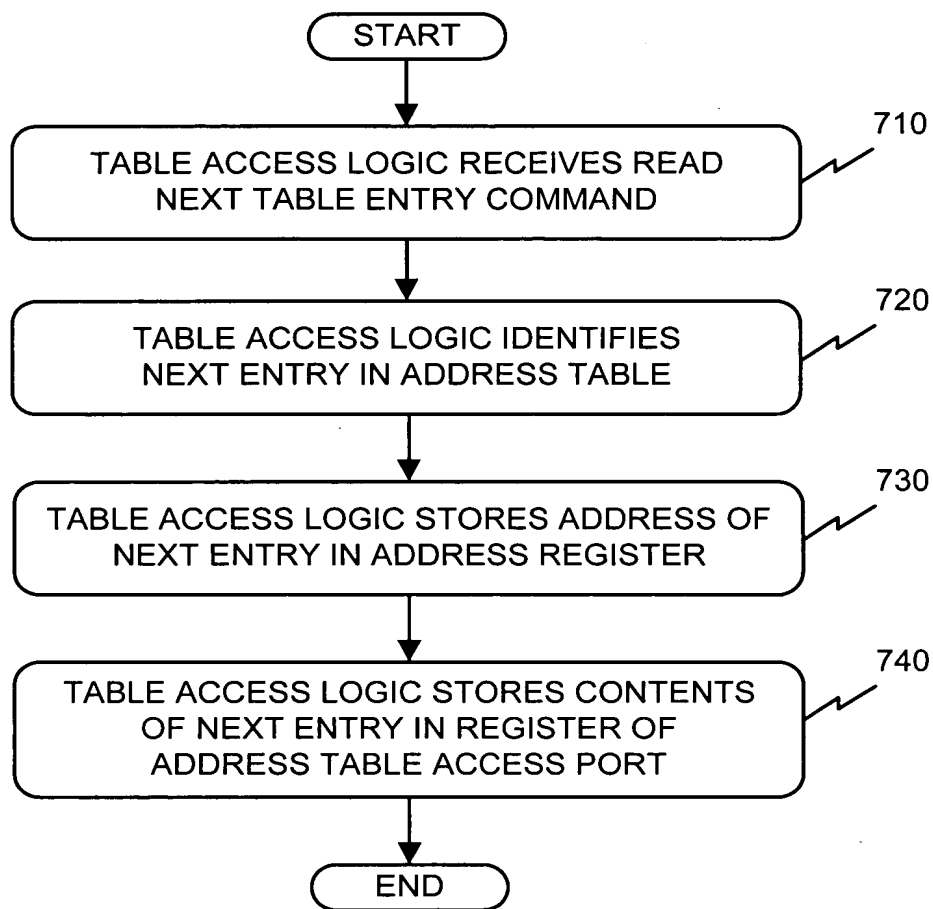 START
710
TABLE ACCESS LOGIC RECEIVES READ
NEXT TABLE ENTRY COMMAND
720
TABLE ACCESS LOGIC IDENTIFIES
NEXT ENTRY IN ADDRESS TABLE
730
TABLE ACCESS LOGIC STORES ADDRESS OF
NEXT ENTRY IN ADDRESS REGISTER
740
TABLE ACCESS LOGIC STORES CONTENTS
OF NEXT ENTRY IN REGISTER OF
ADDRESS TABLE ACCESS PORT
END